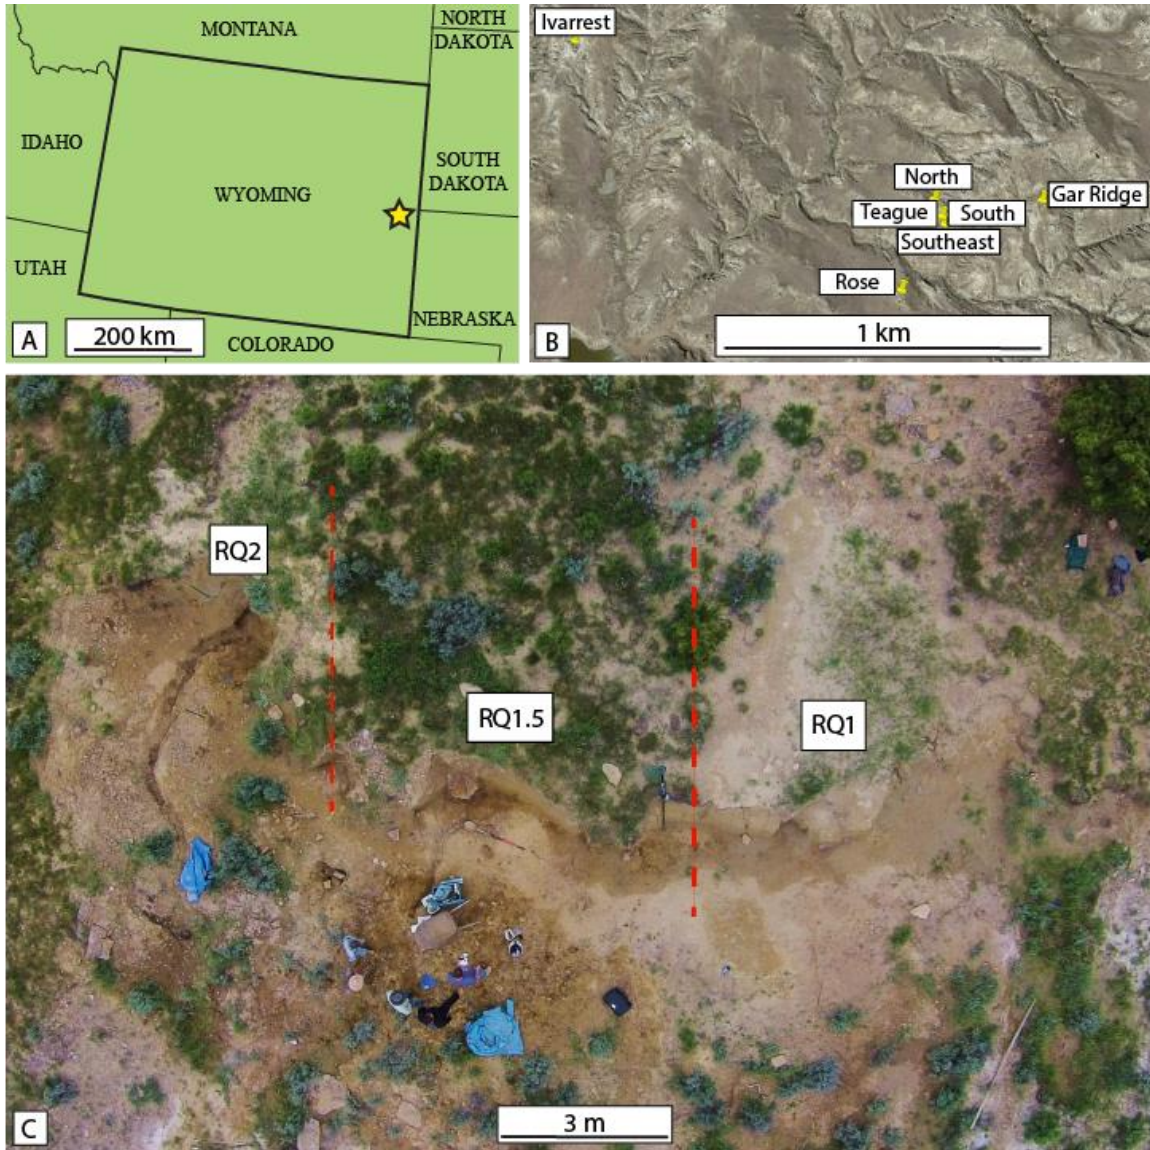 MONTANA
NORTH
DAKOTA
IDAHO
SOUTH
DAKOTA
WYOMING
UTAH
NEBRASKA
COLORADO
A
200 km
Ivarrest
North
Gar Ridge
Teague
South
Southeast
Rose
B
1 km
RQ2
RQ1.5
RQ1
C
3 m